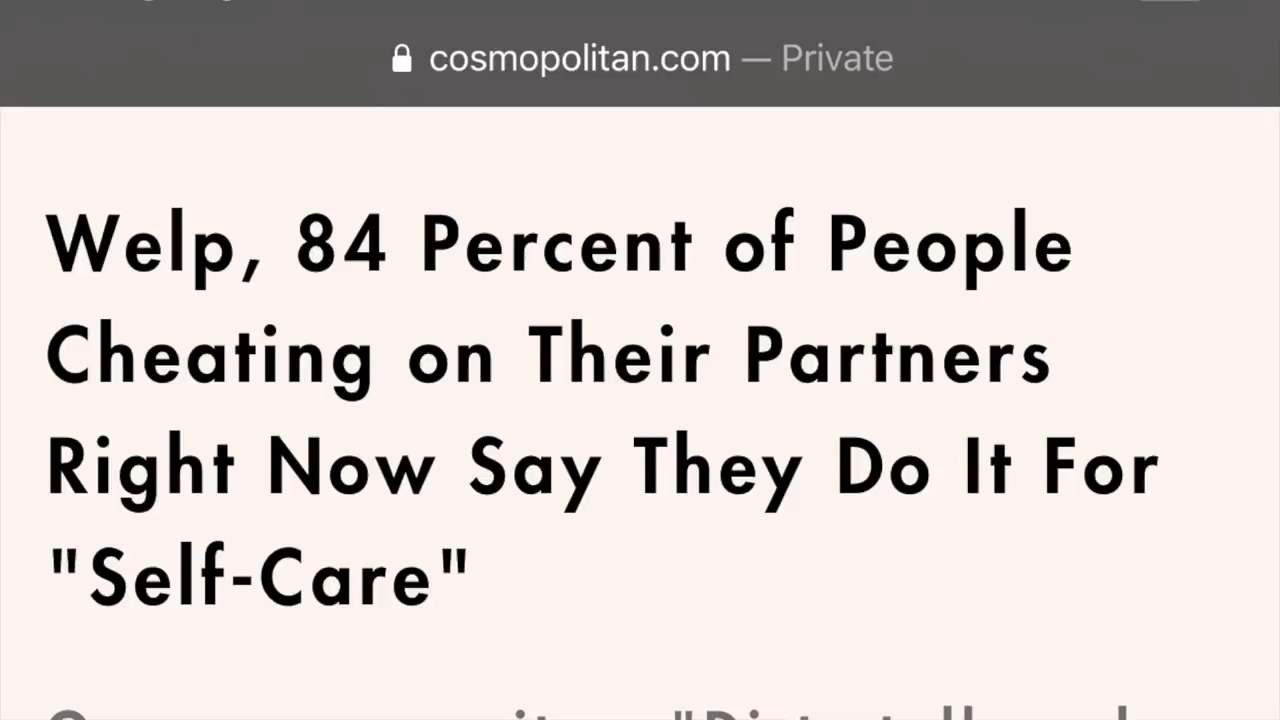 cosmopolitan.com — Private
Welp, 84 Percent of People
Cheating on Their Partners
Right Now Say They Do It For
"Self-Care"